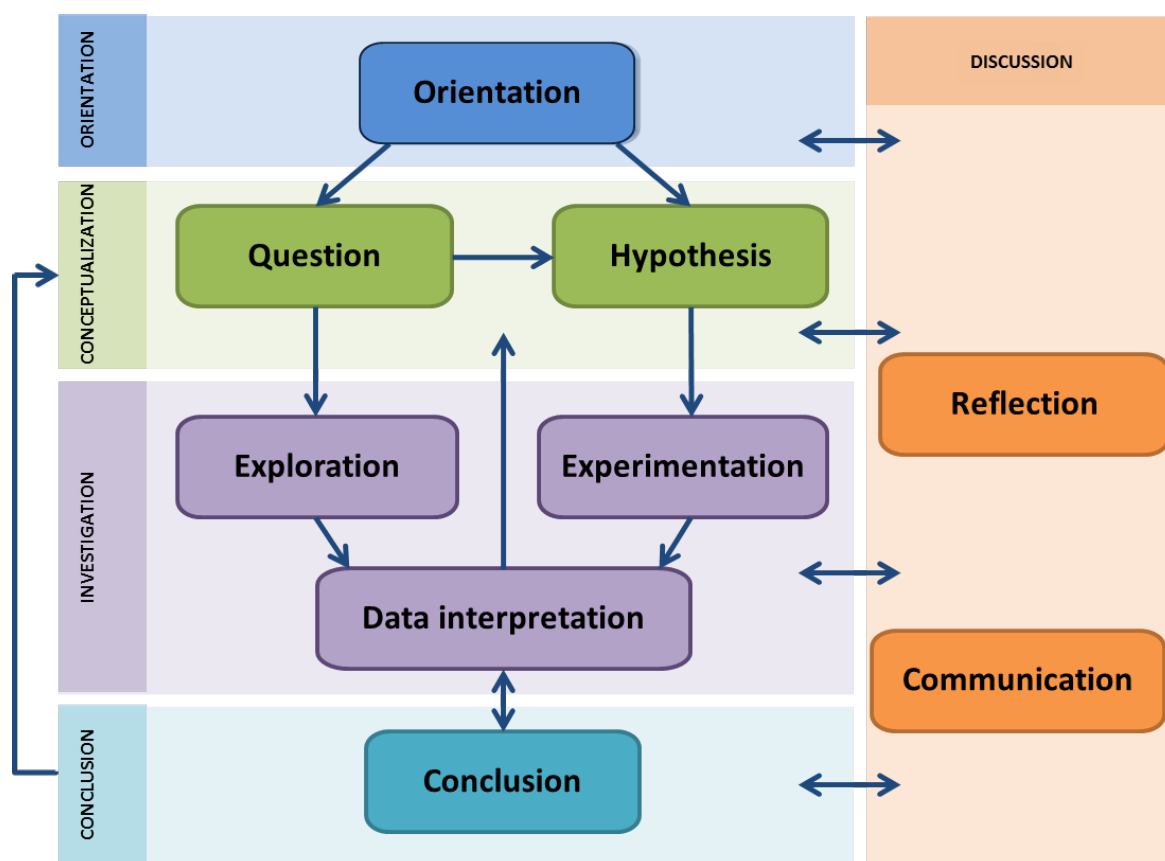 ORIENTATION
Orientation
DISCUSSION
CONCEPTUALIZATION
Question
Hypothesis
Reflection
INVESTIGATION
Exploration
Experimentation
Data interpretation
Communication
CONCLUSION
Conclusion